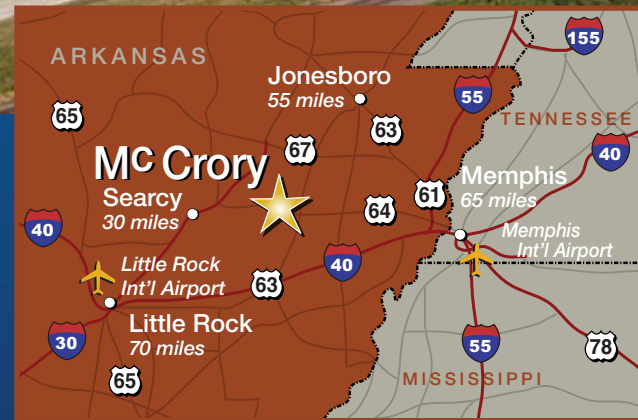 155
ARKANSAS
Jonesboro
55 miles
55
65
63
TENNESSEE
67
40
Mc Crory
Memphis
65 miles
Searcy
30 miles
61
64
40
Memphis
Int'l Airport
Little Rock
Int'l Airport
40
63
Little Rock
70 miles
30
55
78
65
MISSISSIPPI